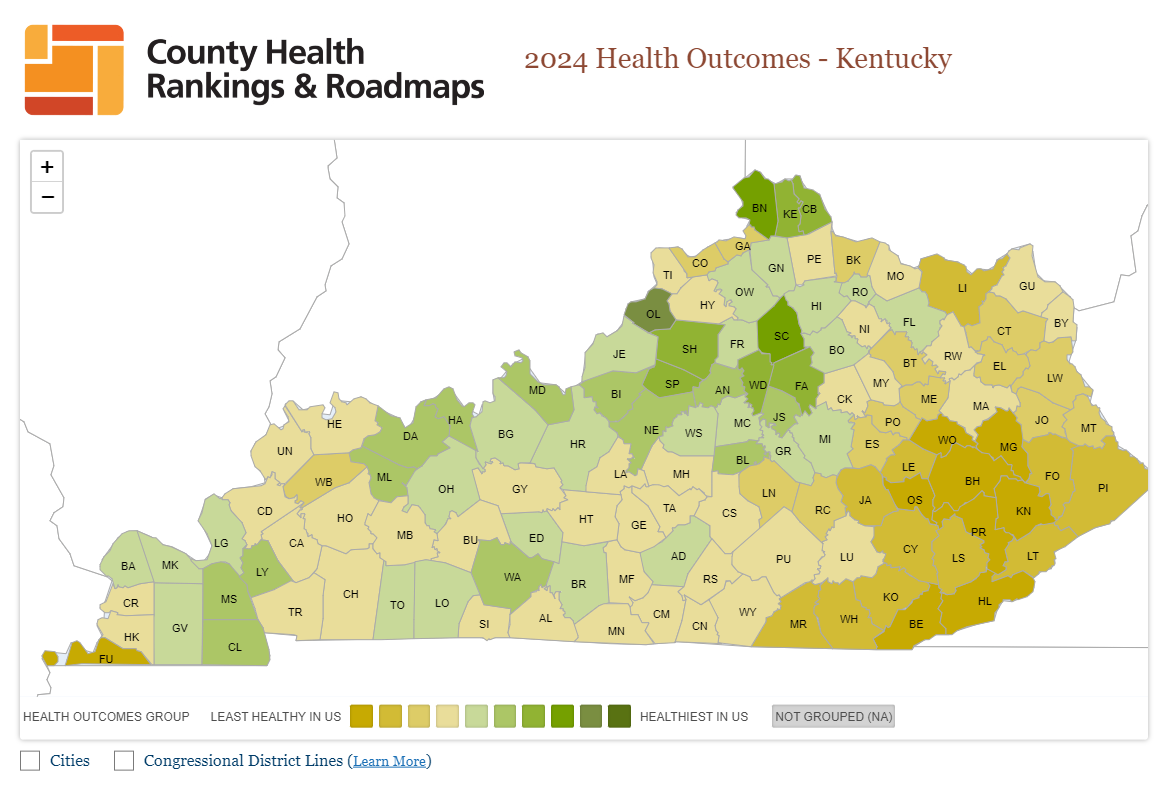 County Health
Rankings & Roadmaps
2024 Health Outcomes - Kentucky
+
−
BN KE CB
GA
CO GN PE BK
TI MO
OW LI GU
HY HI RO
OL FL BY
SC NI CT
SH FR JE BO RW
BT EL
LW
SP WD FA MY
MD BI AN CK ME MA
JS
HA PO JO MT
HE NE WS MC
DA BG MI
HR GR ES WO MG
UN BL
LE
ML LA MH FO
WB BH
OH GY PI
LN JA OS
TA RC KN
CD HO HT CS
GE
MB PR
LG CA BU ED
CY
AD LU LT
BA MK PU LS
LY
WA MF RS
BR
CH KO
CR MS TO LO HL
TR WY
GV CM
SI AL WH
MR BE
HK MN CN
CL
FU
HEALTH OUTCOMES GROUP LEAST HEALTHY IN US HEALTHIEST IN US NOT GROUPED (NA)
Cities Congressional District Lines (Learn More)